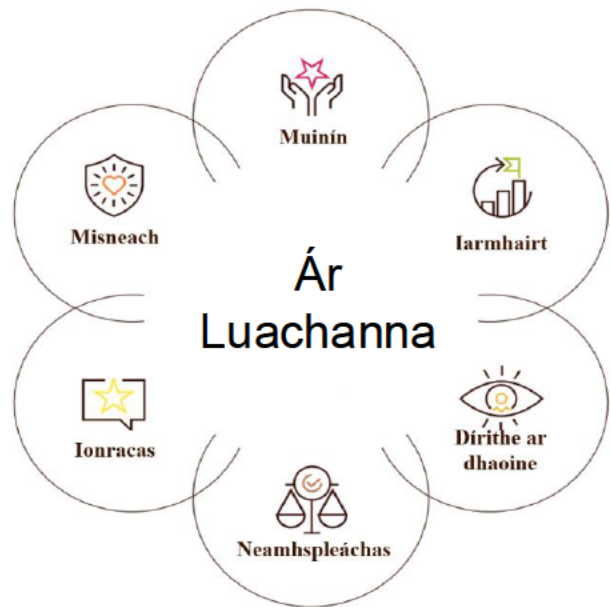 Muinín
Misneach
Iarmhairt
Ár
Luachanna
Ionracas
Dírithe ar
dhaoine
Neamhspleáchas